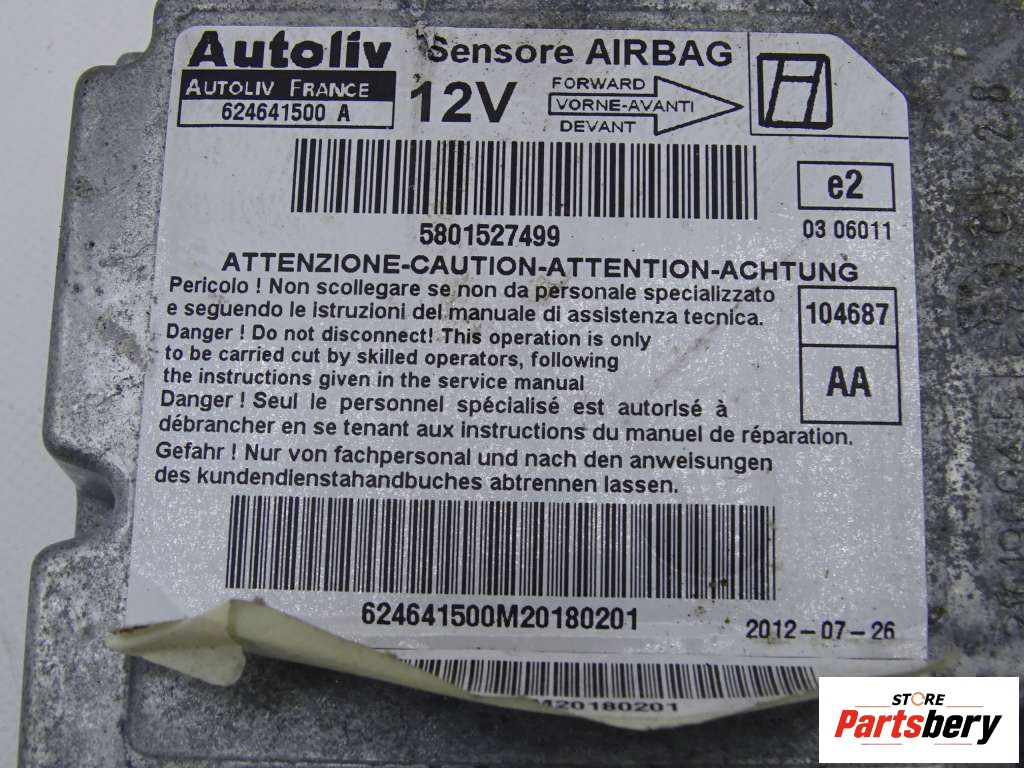 Autoliv
Sensore AIRBAG
AUTOLIV FRANCE
624641500 A
12V
FORWARD
VORNE-AVANTI
DEVANT
5801527499
e2
03 06011
ATTENZIONE-CAUTION-ATTENTION-ACHTUNG
Pericolo ! Non scollegare se non da personale specializzato
e seguendo le istruzioni del manuale di assistenza tecnica.
Danger ! Do not disconnect! This operation is only
to be carried cut by skilled operators, following
the instructions given in the service manual
Danger ! Seul le personnel spécialisé est autorisé à
débrancher en se tenant aux instructions du manuel de réparation.
Gefahr ! Nur von fachpersonal und nach den anweisungen
des kundendienstahandbuches abtrennen lassen.
104687
AA
624641500M20180201
2012-07-26
M20180201
STORE
Partsbery